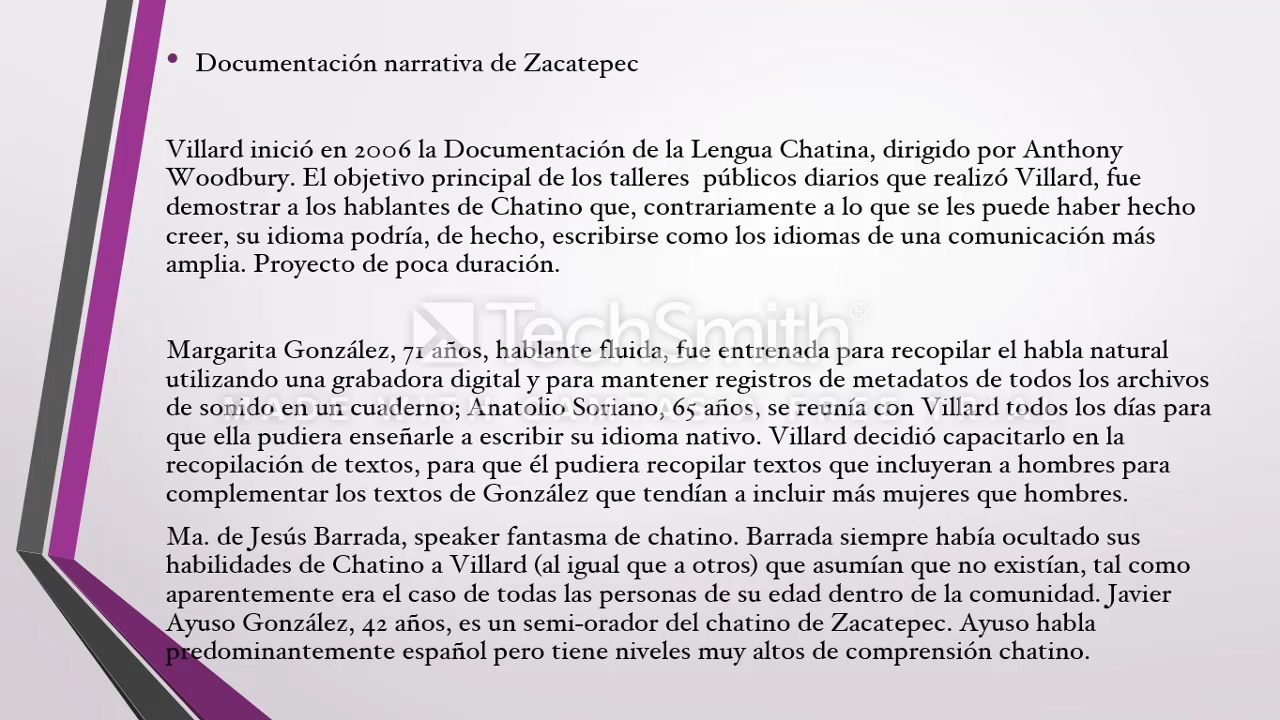 • Documentación narrativa de Zacatepec
Villard inició en 2006 la Documentación de la Lengua Chatina, dirigido por Anthony
Woodbury. El objetivo principal de los talleres  públicos diarios que realizó Villard, fue
demostrar a los hablantes de Chatino que, contrariamente a lo que se les puede haber hecho
creer, su idioma podría, de hecho, escribirse como los idiomas de una comunicación más
amplia. Proyecto de poca duración.
TechSmith®
Margarita González, 71 años, hablante fluida, fue entrenada para recopilar el habla natural
utilizando una grabadora digital y para mantener registros de metadatos de todos los archivos
de sonido en un cuaderno; Anatolio Soriano, 65 años, se reunía con Villard todos los días para
MADE WITH CAMTASIA FREE TRIAL
que ella pudiera enseñarle a escribir su idioma nativo. Villard decidió capacitarlo en la
recopilación de textos, para que él pudiera recopilar textos que incluyeran a hombres para
complementar los textos de González que tendían a incluir más mujeres que hombres.
Ma. de Jesús Barrada, speaker fantasma de chatino. Barrada siempre había ocultado sus
habilidades de Chatino a Villard (al igual que a otros) que asumían que no existían, tal como
aparentemente era el caso de todas las personas de su edad dentro de la comunidad. Javier
Ayuso González, 42 años, es un semi-orador del chatino de Zacatepec. Ayuso habla
predominantemente español pero tiene niveles muy altos de comprensión chatino.